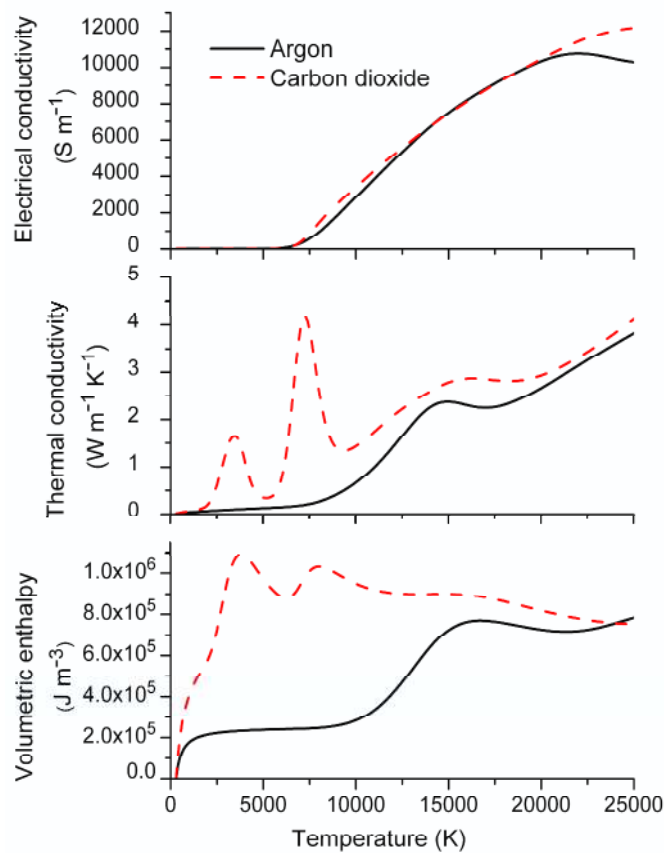 Electrical conductivity
(S m⁻¹)
12000
10000
8000
6000
4000
2000
0
Argon
Carbon dioxide
Thermal conductivity
(W m⁻¹ K⁻¹)
5
4
3
2
1
0
Volumetric enthalpy
(J m⁻³)
1.0x10⁶
8.0x10⁵
6.0x10⁵
4.0x10⁵
2.0x10⁵
0.0
0 5000 10000 15000 20000 25000
Temperature (K)